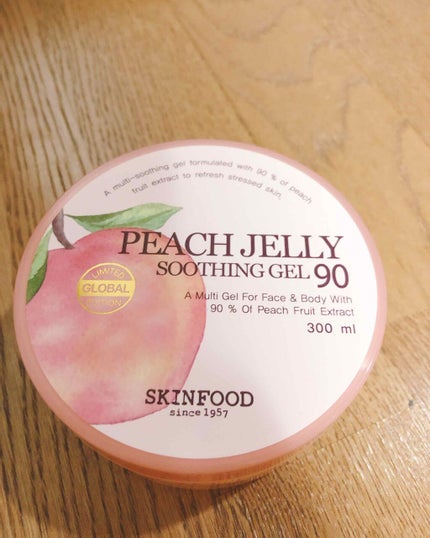 A multi-soothing gel formulated with 90 % of peach
fruit extract to refresh stressed skin.
PEACH JELLY
SOOTHING GEL 90
LIMITED
GLOBAL
EDITION
A Multi Gel For Face & Body With
90 % Of Peach Fruit Extract
300 ml
SKINFOOD
since 1957